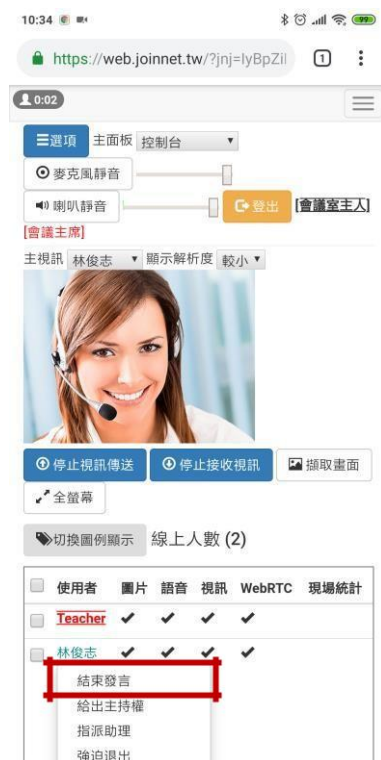 10:34 99
https://web.joinnet.tw/?jnj=IyBpZil 1
0:02
選項 主面板 控制台
麥克風靜音
喇叭靜音 登出 [會議室主人]
[會議主席]
主視訊 林俊志 顯示解析度 較小
停止視訊傳送 停止接收視訊 擷取畫面
全螢幕
切換圖例顯示 線上人數 (2)
使用者 圖片 語音 視訊 WebRTC 現場統計
Teacher
林俊志
結束發言
給出主持權
指派助理
強迫退出